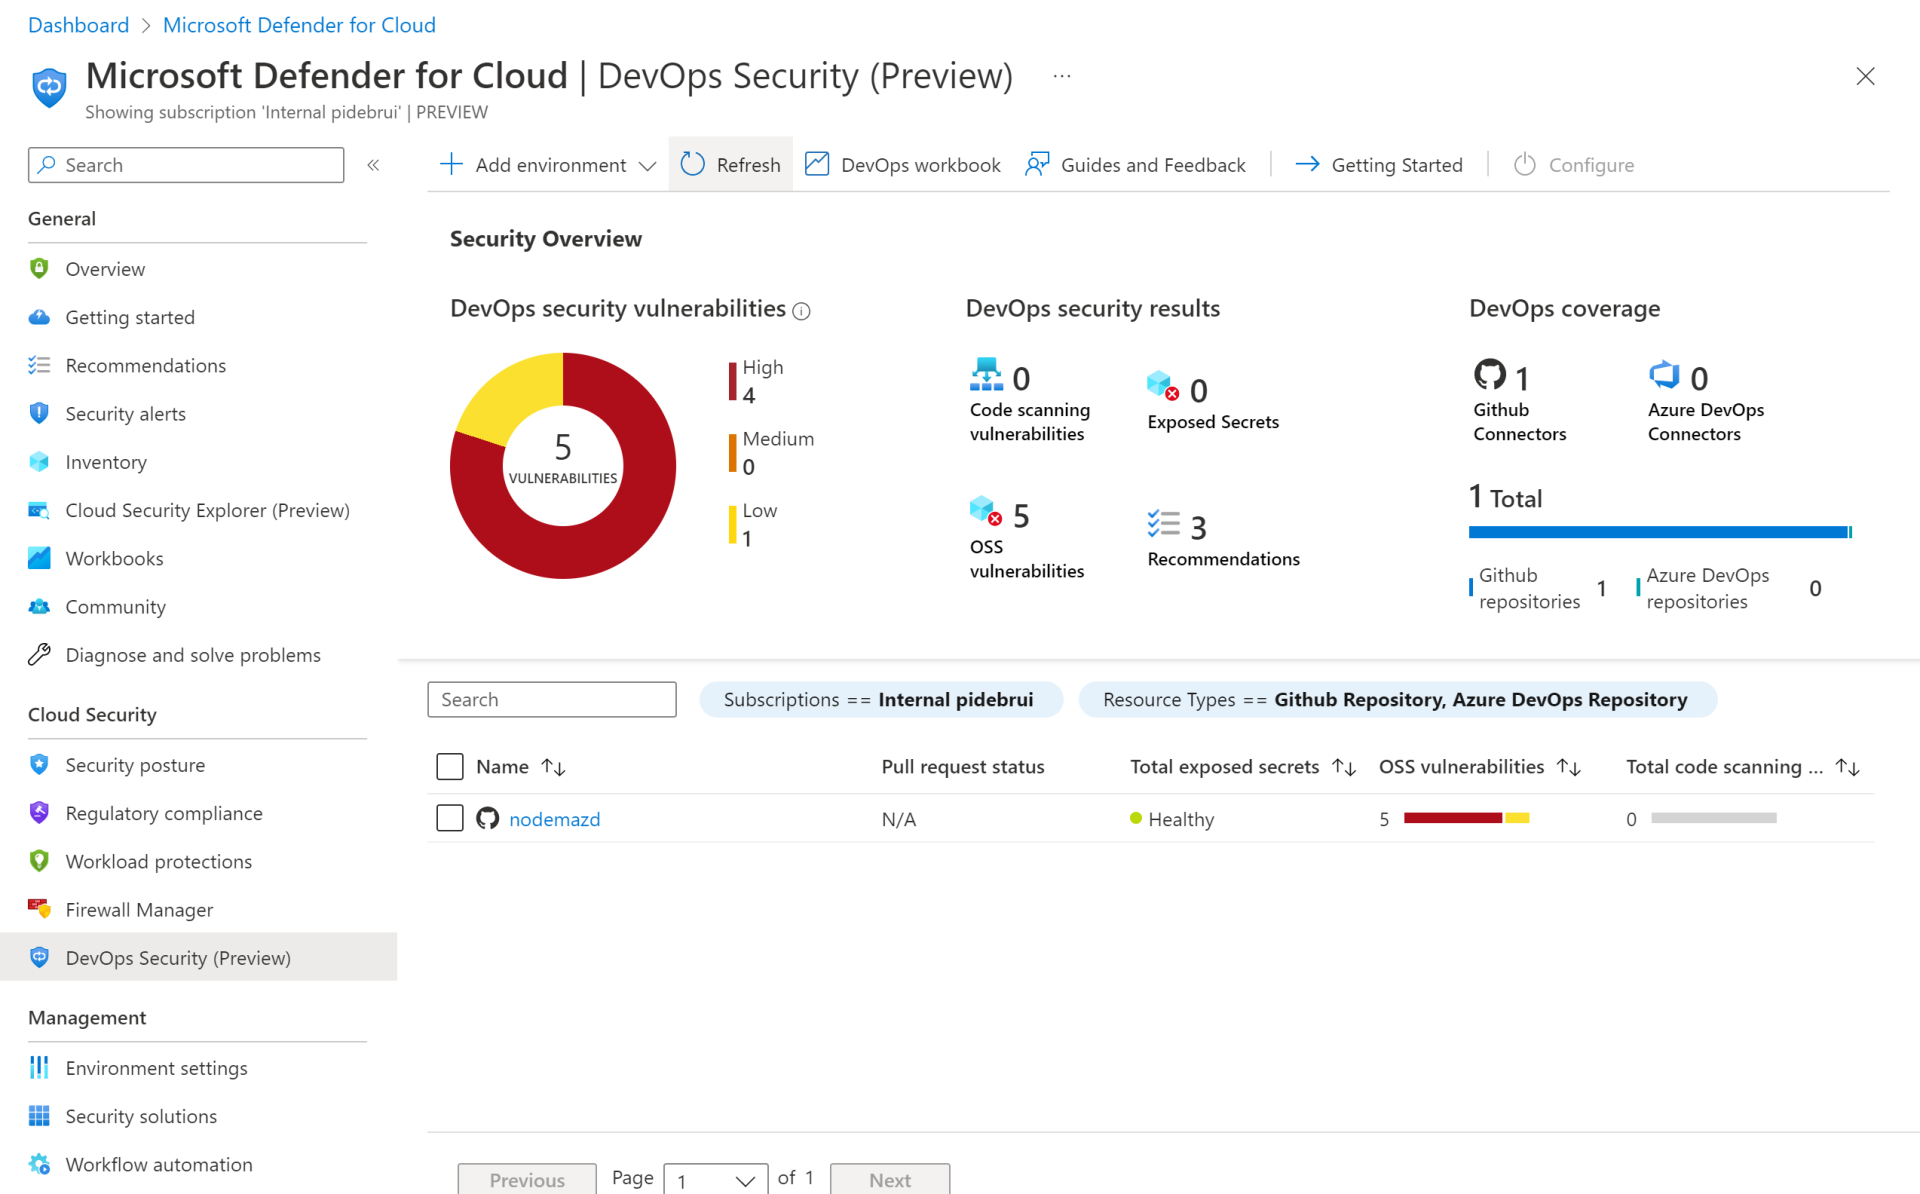 Dashboard > Microsoft Defender for Cloud
Microsoft Defender for Cloud | DevOps Security (Preview) ···
Showing subscription 'Internal pidebrui' | PREVIEW
Search «
Add environment Refresh DevOps workbook Guides and Feedback Getting Started Configure
General
Overview
Getting started
Recommendations
Security alerts
Inventory
Cloud Security Explorer (Preview)
Workbooks
Community
Diagnose and solve problems
Cloud Security
Security posture
Regulatory compliance
Workload protections
Firewall Manager
DevOps Security (Preview)
Management
Environment settings
Security solutions
Workflow automation
Security Overview
DevOps security vulnerabilities
5
VULNERABILITIES
High
4
Medium
0
Low
1
DevOps security results
0
Code scanning
vulnerabilities
0
Exposed Secrets
5
OSS
vulnerabilities
3
Recommendations
DevOps coverage
1
Github
Connectors
0
Azure DevOps
Connectors
1 Total
Github
repositories 1
Azure DevOps
repositories 0
Search
Subscriptions == Internal pidebrui
Resource Types == Github Repository, Azure DevOps Repository
Name ↑↓ Pull request status Total exposed secrets ↑↓ OSS vulnerabilities ↑↓ Total code scanning ... ↑↓
nodemazd N/A Healthy 5 0
Previous Page 1 of 1 Next